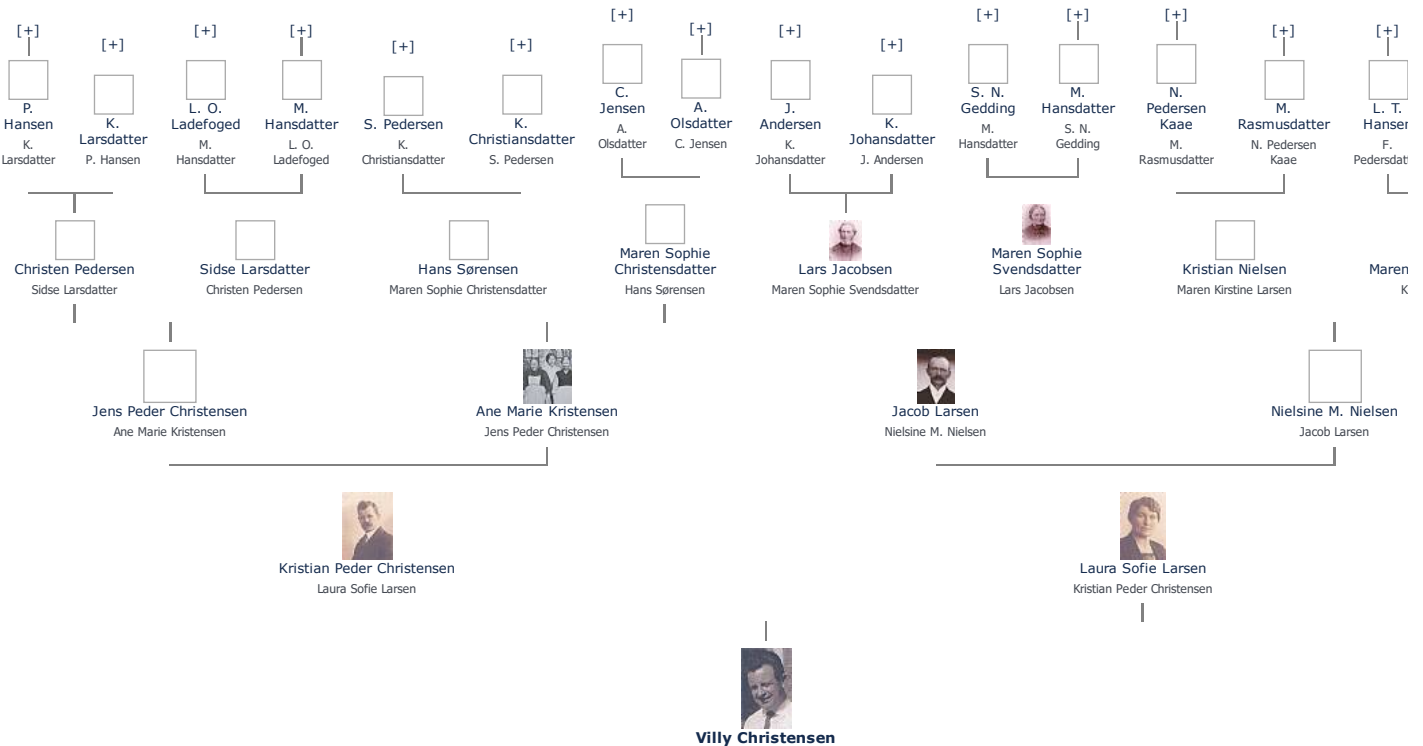 [+] [+] [+] [+] [+] [+] [+] [+] [+] [+] [+] [+] [+] [+] [+]
P.
Hansen
K.
Larsdatter
K.
Larsdatter
P. Hansen
L. O.
Ladefoged
M.
Hansdatter
M.
Hansdatter
L. O.
Ladefoged
S. Pedersen
K.
Christiansdatter
K.
Christiansdatter
S. Pedersen
C.
Jensen
A.
Olsdatter
A.
Olsdatter
C. Jensen
J.
Andersen
K.
Johansdatter
K.
Johansdatter
J. Andersen
S. N.
Gedding
M.
Hansdatter
M.
Hansdatter
S. N.
Gedding
N.
Pedersen
Kaae
M.
Rasmusdatter
M.
Rasmusdatter
N. Pedersen
Kaae
L. T.
Hansen
F.
Christen Pedersen
Sidse Larsdatter
Sidse Larsdatter
Christen Pedersen
Hans Sørensen
Maren Sophie Christensdatter
Maren Sophie
Christensdatter
Hans Sørensen
Lars Jacobsen
Maren Sophie Svendsdatter
Maren Sophie
Svendsdatter
Lars Jacobsen
Kristian Nielsen
Maren Kirstine Larsen
Maren
K
Jens Peder Christensen
Ane Marie Kristensen
Ane Marie Kristensen
Jens Peder Christensen
Jacob Larsen
Nielsine M. Nielsen
Nielsine M. Nielsen
Jacob Larsen
Kristian Peder Christensen
Laura Sofie Larsen
Laura Sofie Larsen
Kristian Peder Christensen
Villy Christensen